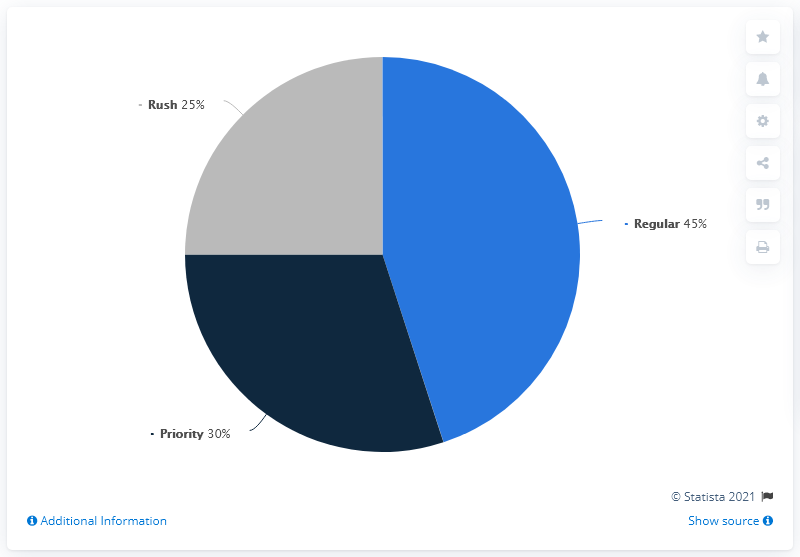 Rush 25%
Regular 45%
Priority 30%
© Statista 2021
Additional Information
Show source